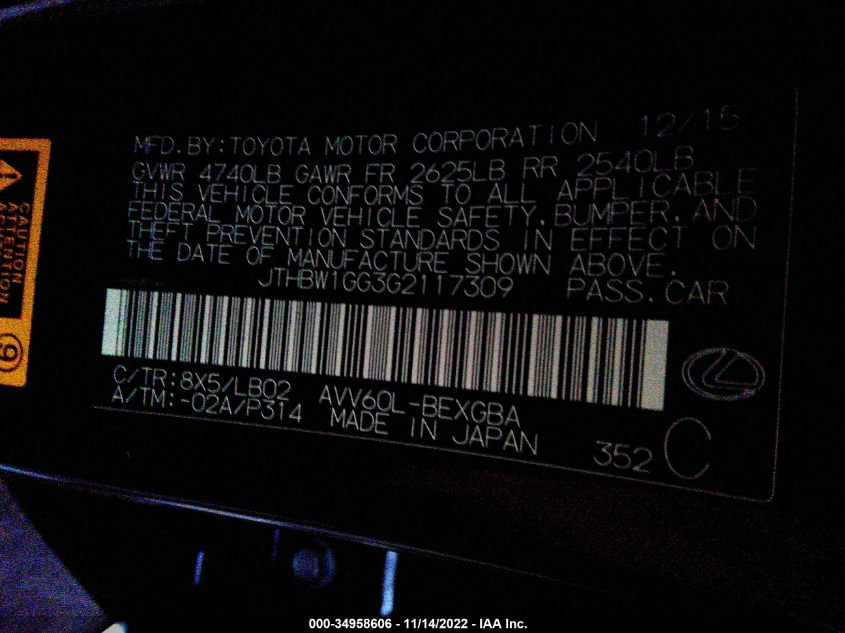 MFD.BY:TOYOTA MOTOR CORPORATION 12/15
GVWR 4740LB GAWR FR 2625LB RR 2540LB
THIS VEHICLE CONFORMS TO ALL APPLICABLE
FEDERAL MOTOR VEHICLE SAFETY,BUMPER,AND
THEFT PREVENTION STANDARDS IN EFFECT ON
THE DATE OF MANUFACTURE SHOWN ABOVE.
JTHBW1GG3G2117309 PASS.CAR
C/TR:8X5/LB02 AVV60L-BEXGBA
A/TM:-02A/P314 MADE IN JAPAN
352 C
CAUTION
ATTENTION
9
000-34958606 - 11/14/2022 - IAA Inc.